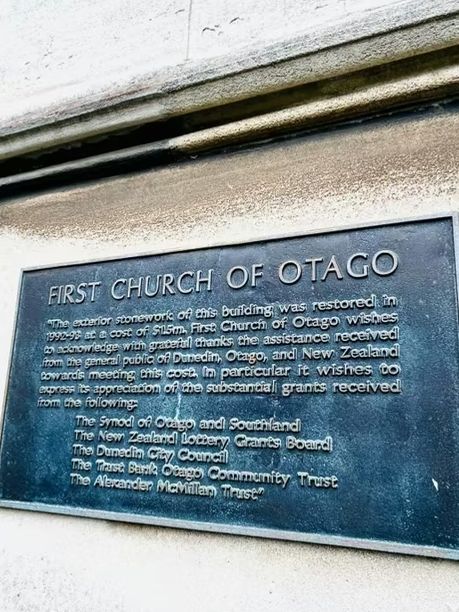 FIRST CHURCH OF OTAGO
"The exterior stonework of this building was restored in
1992-93 at a cost of $1.15m. First Church of Otago wishes
to acknowledge with grateful thanks the assistance received
from the general public of Dunedin, Otago, and New Zealand
towards meeting this cost. In particular it wishes to
express its appreciation of the substantial grants received
from the following:
The Synod of Otago and Southland
The New Zealand Lottery Grants Board
The Dunedin City Council
The Trust Bank Otago Community Trust
The Alexander McMillan Trust"